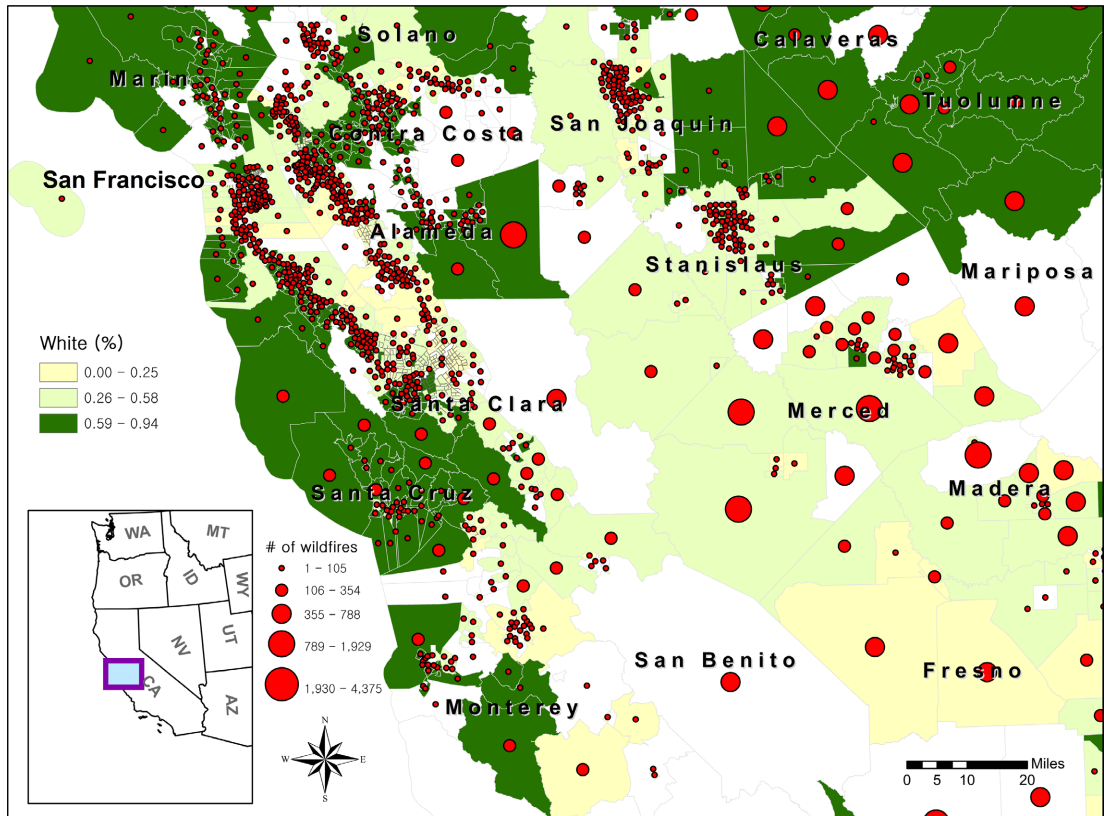 Solano
Calaveras
Marin
Tuolumne
Contra Costa
San Joaquin
San Francisco
Alameda
Stanislaus
Mariposa
White (%)
0.00 – 0.25
0.26 – 0.58
0.59 – 0.94
Santa Clara
Merced
Santa Cruz
Madera
WA
MT
OR
ID
WY
NV
UT
CA
AZ
# of wildfires
1 – 105
106 – 354
355 – 788
789 – 1,929
1,930 – 4,375
San Benito
Fresno
Monterey
N
W
E
S
Miles
0 5 10 20